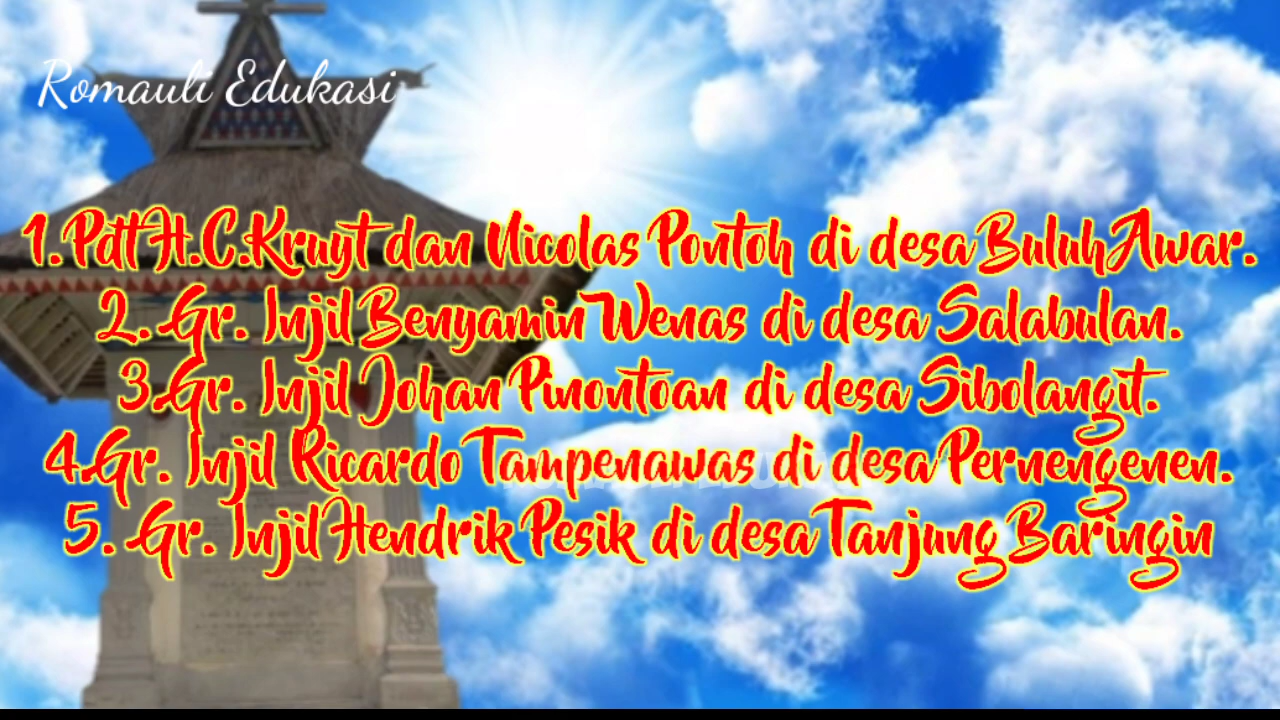 Romauli Edukasi
1. Pdt H.C.Kruyt dan Nicolas Pontoh di desa Buluh Awar.
2. Gr. Injil Benyamin Wenas di desa Salabulan.
3.Gr. Injil Johan Pinontoan di desa Sibolangit.
4.Gr. Injil Ricardo Tampenawas di desa Pernengenen.
5. Gr. Injil Hendrik Pesik di desa Tanjung Baringin